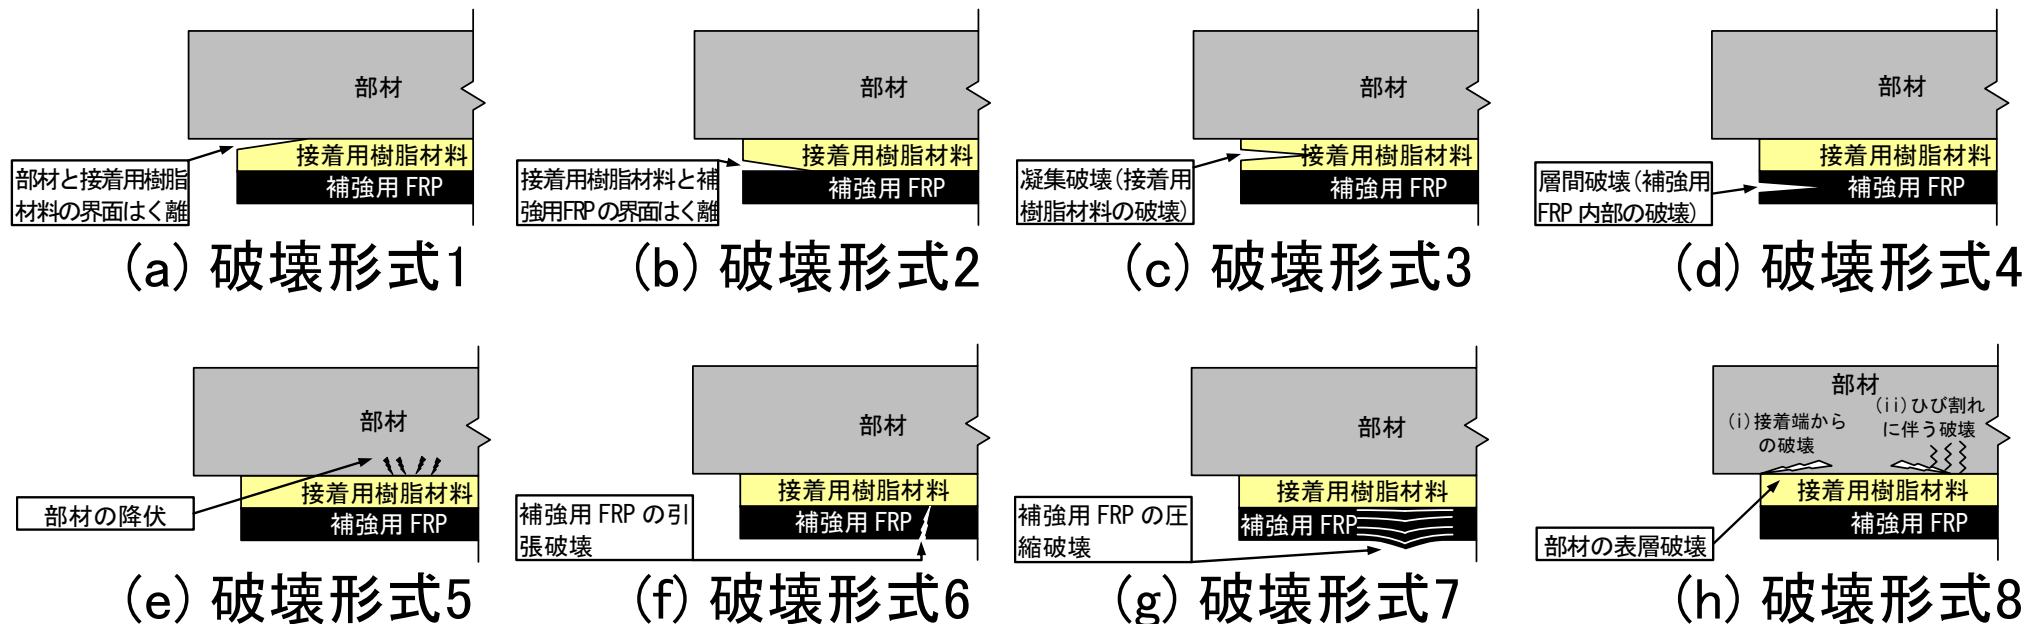 部材
接着用樹脂材料
補強用 FRP
部材と接着用樹脂
材料の界面はく離
(a) 破壊形式1
部材
接着用樹脂材料
補強用 FRP
接着用樹脂材料と補
強用FRPの界面はく離
(b) 破壊形式2
部材
接着用樹脂材料
補強用 FRP
凝集破壊(接着用
樹脂材料の破壊)
(c) 破壊形式3
部材
接着用樹脂材料
補強用 FRP
層間破壊(補強用
FRP 内部の破壊)
(d) 破壊形式4
部材
接着用樹脂材料
補強用 FRP
部材の降伏
(e) 破壊形式5
部材
接着用樹脂材料
補強用 FRP
補強用 FRP の引
張破壊
(f) 破壊形式6
部材
接着用樹脂材料
補強用 FRP
補強用 FRP の圧
縮破壊
(g) 破壊形式7
部材
(i)接着端から
の破壊
(ii)ひび割れ
に伴う破壊
接着用樹脂材料
補強用 FRP
部材の表層破壊
(h) 破壊形式8